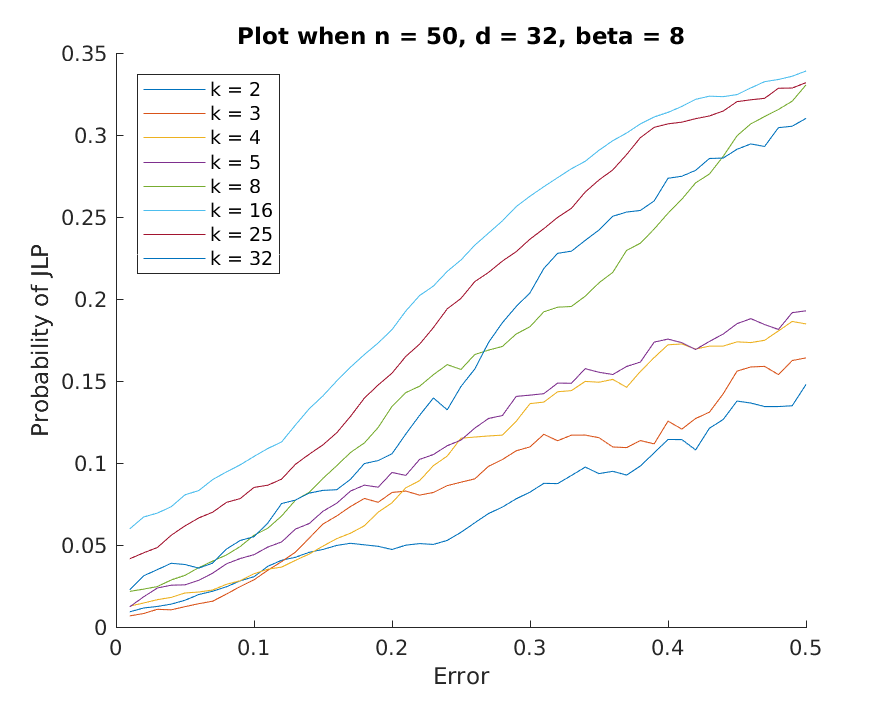 Plot when n = 50, d = 32, beta = 8
0.35
0.3
0.25
0.2
0.15
0.1
0.05
0
k = 2
k = 3
k = 4
k = 5
k = 8
k = 16
k = 25
k = 32
Probability of JLP
0 0.1 0.2 0.3 0.4 0.5
Error